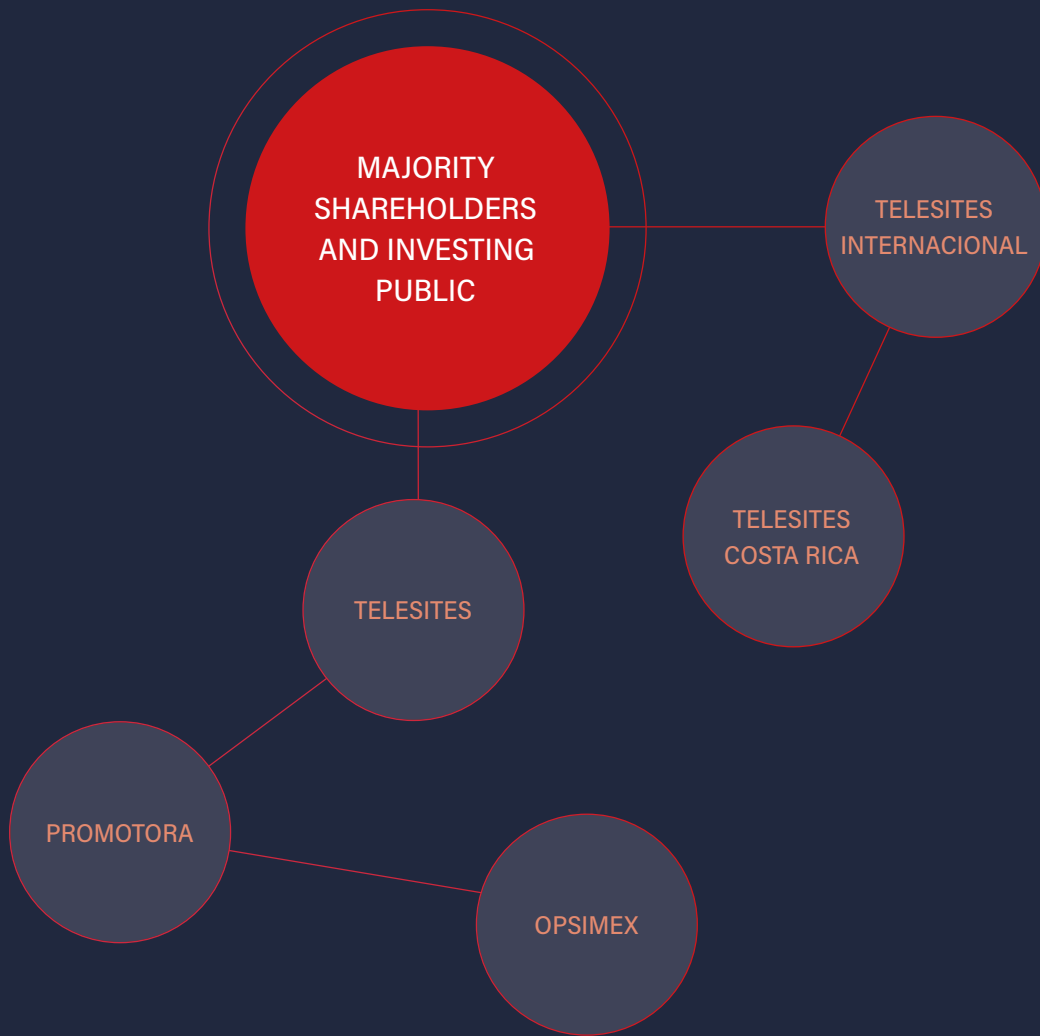 MAJORITY
SHAREHOLDERS
AND INVESTING
PUBLIC
TELESITES
INTERNACIONAL
TELESITES
COSTA RICA
TELESITES
PROMOTORA
OPSIMEX